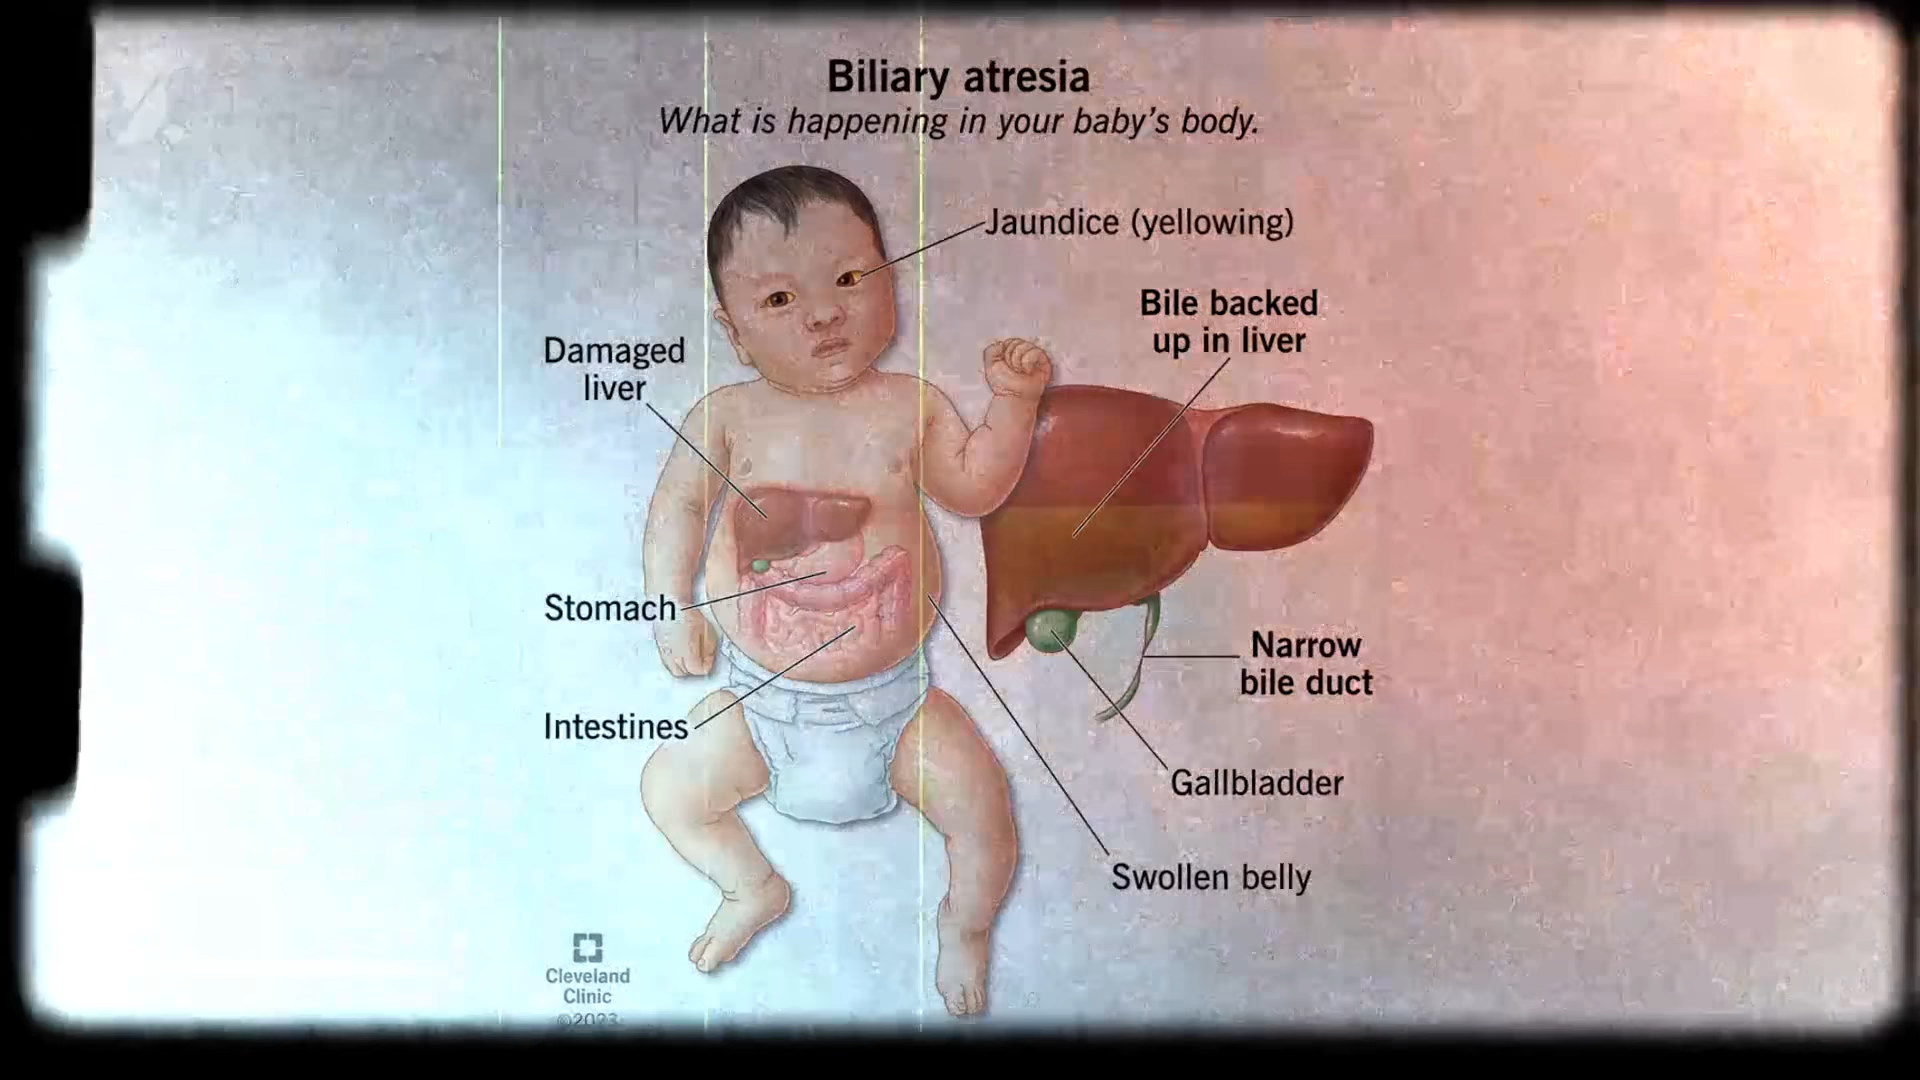 Biliary atresia
What is happening in your baby's body.
Jaundice (yellowing)
Bile backed
up in liver
Damaged
liver
Stomach
Narrow
bile duct
Intestines
Gallbladder
Swollen belly
Cleveland
Clinic
©2023